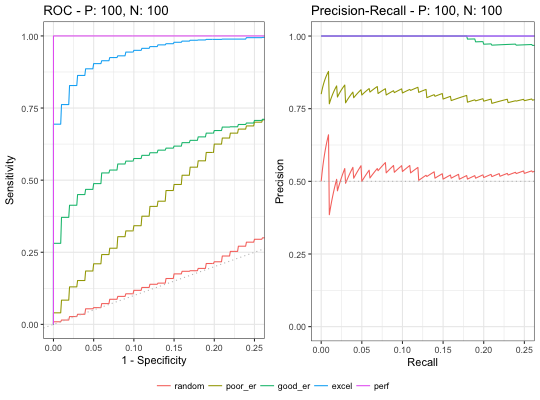 ROC - P: 100, N: 100
1.00
0.75
0.50
0.25
0.00
Sensitivity
0.00 0.05 0.10 0.15 0.20 0.25
1 - Specificity
Precision-Recall - P: 100, N: 100
1.00
0.75
0.50
0.25
0.00
Precision
0.00 0.05 0.10 0.15 0.20 0.25
Recall
random poor_er good_er excel perf